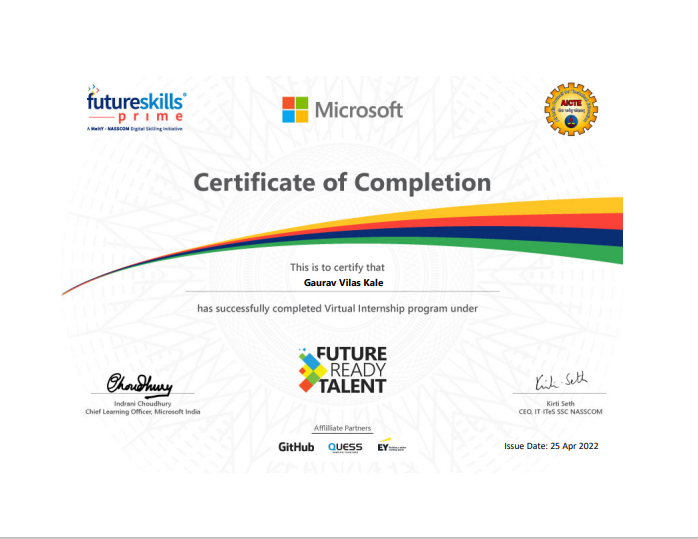 futureskills
prime
A MeitY - NASSCOM Digital Skilling Initiative
Microsoft
AICTE
Certificate of Completion
This is to certify that
Gaurav Vilas Kale
has successfully completed Virtual Internship program under
FUTURE
READY
TALENT
Choudhury
Indrani Choudhury
Chief Learning Officer, Microsoft India
Kirti Seth
Kirti Seth
CEO, IT-ITeS SSC NASSCOM
Affilliate Partners
GitHub
QUESS
EY
Issue Date: 25 Apr 2022